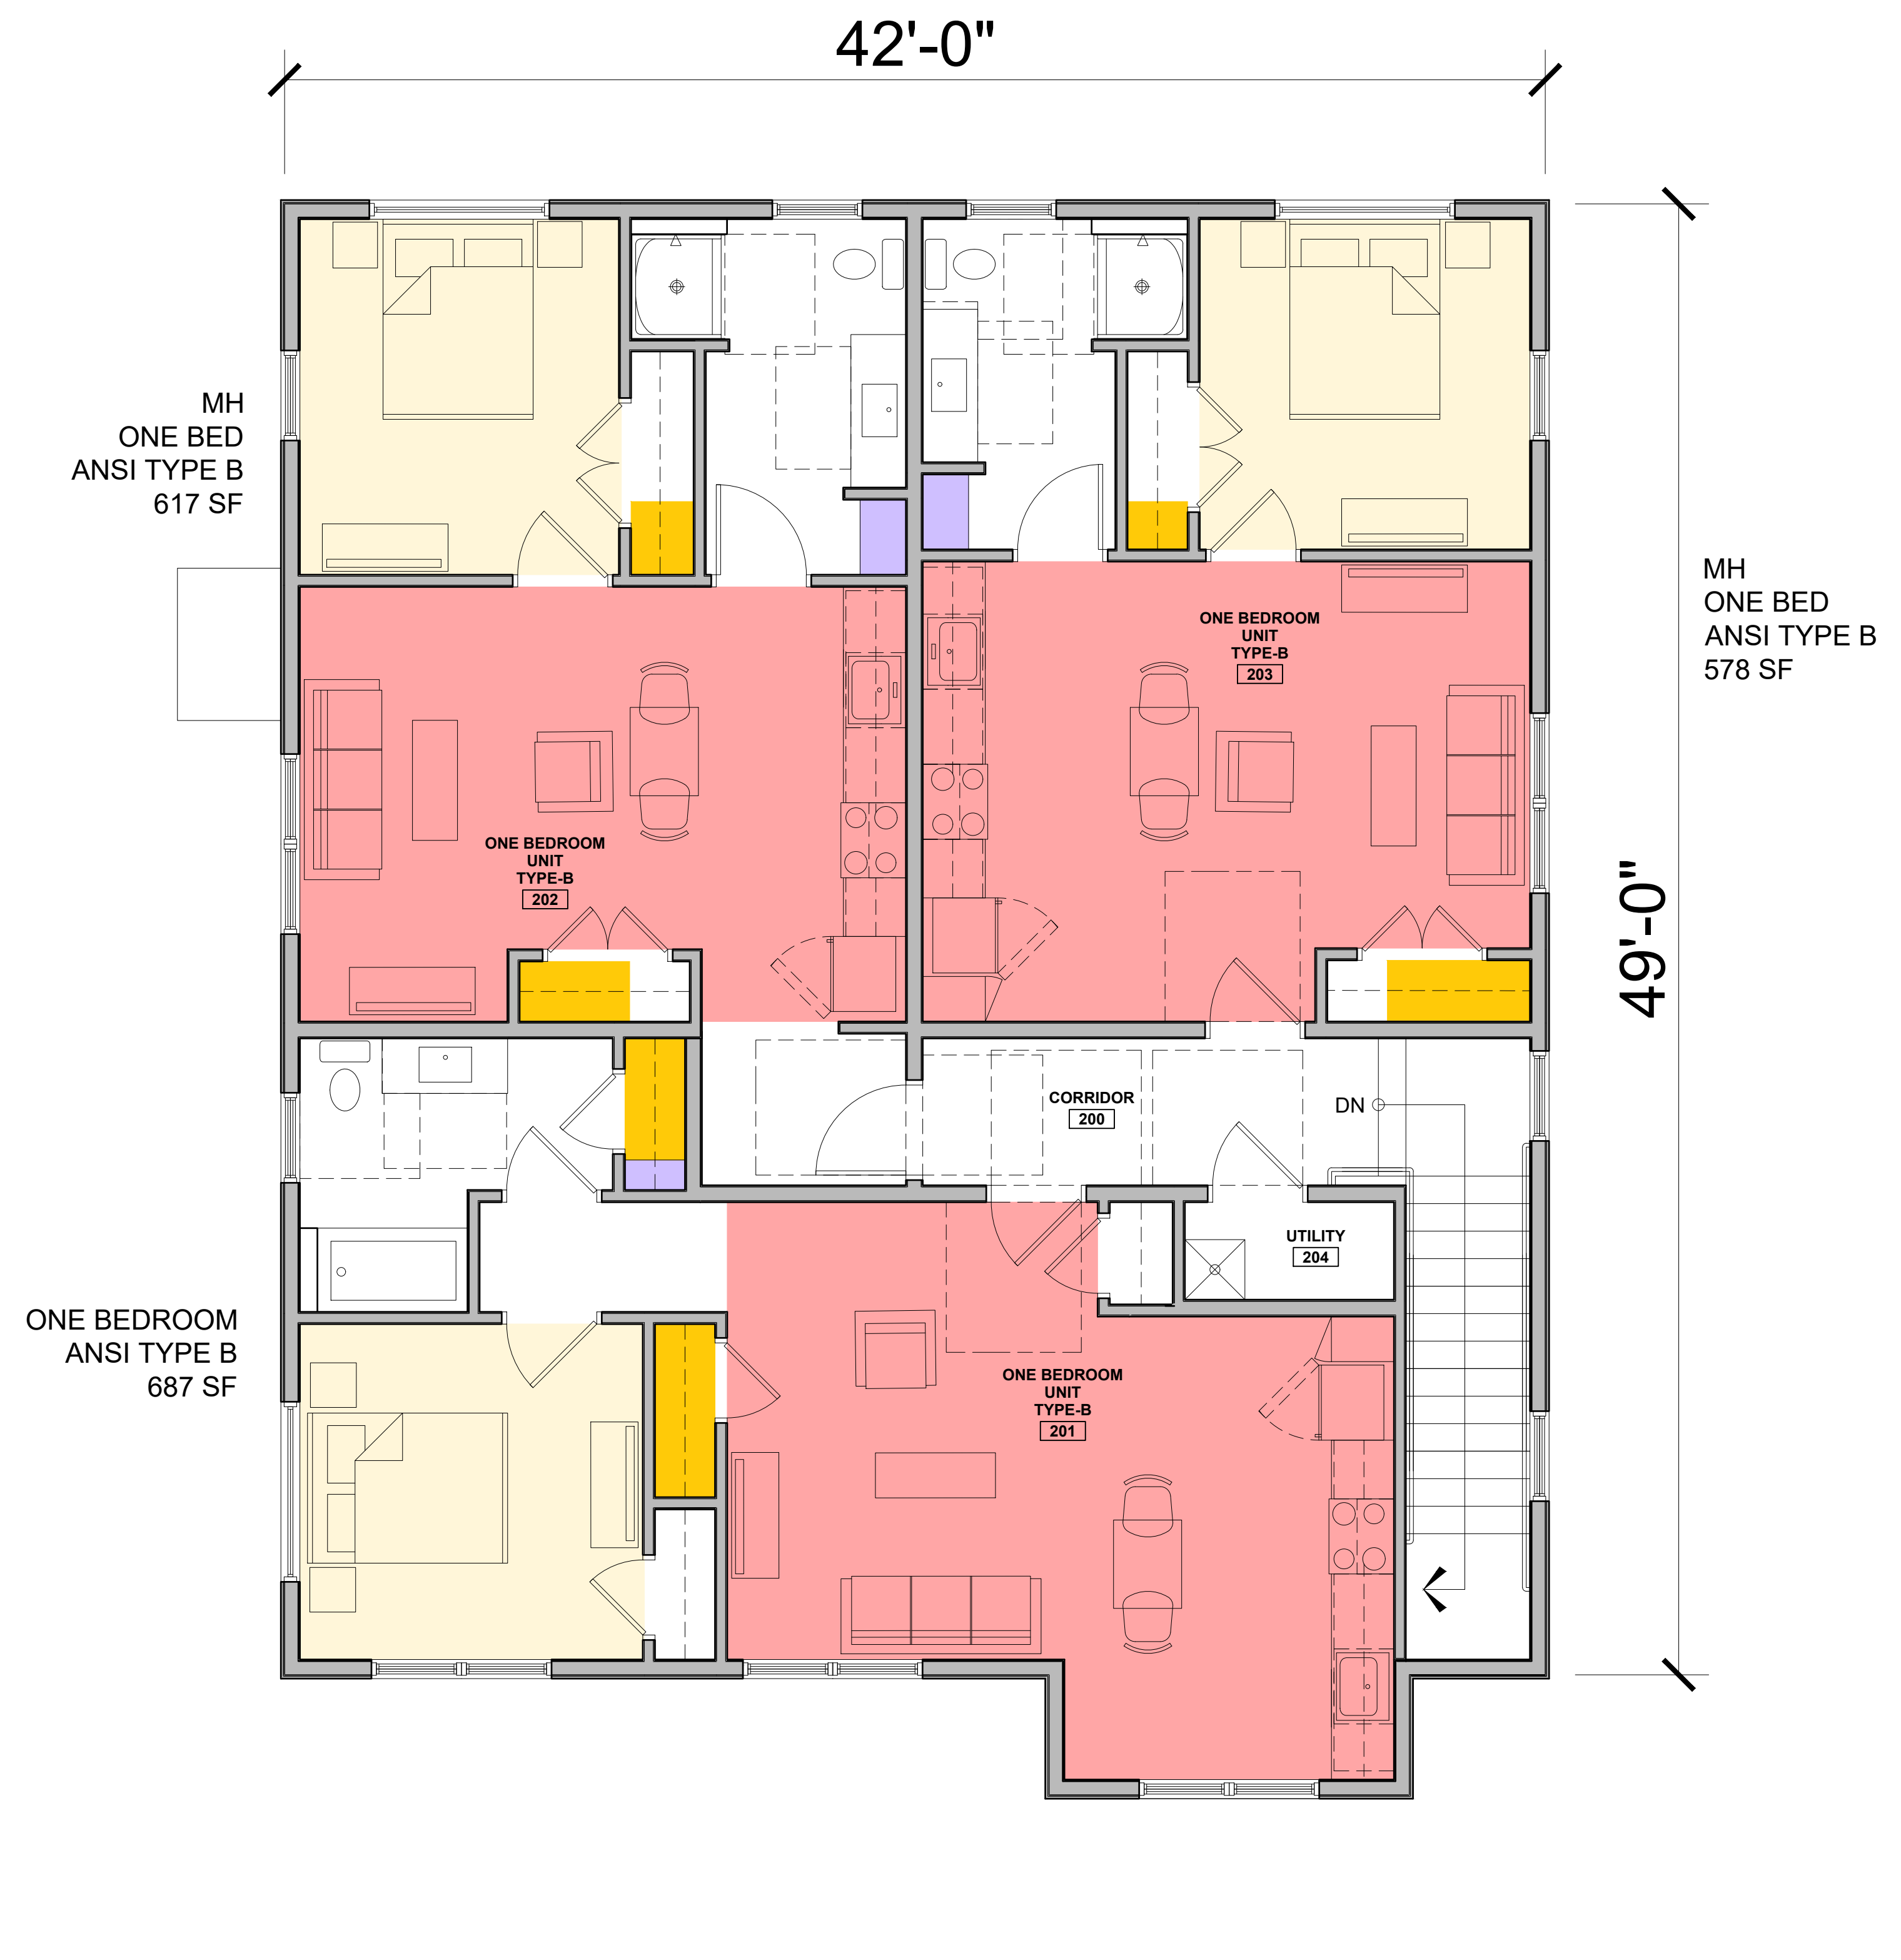 42'-0"
MH
ONE BED
ANSI TYPE B
617 SF
MH
ONE BED
ANSI TYPE B
578 SF
ONE BEDROOM
UNIT
TYPE-B
203
ONE BEDROOM
UNIT
TYPE-B
202
49'-0"
CORRIDOR
200
DN
UTILITY
204
ONE BEDROOM
ANSI TYPE B
687 SF
ONE BEDROOM
UNIT
TYPE-B
201